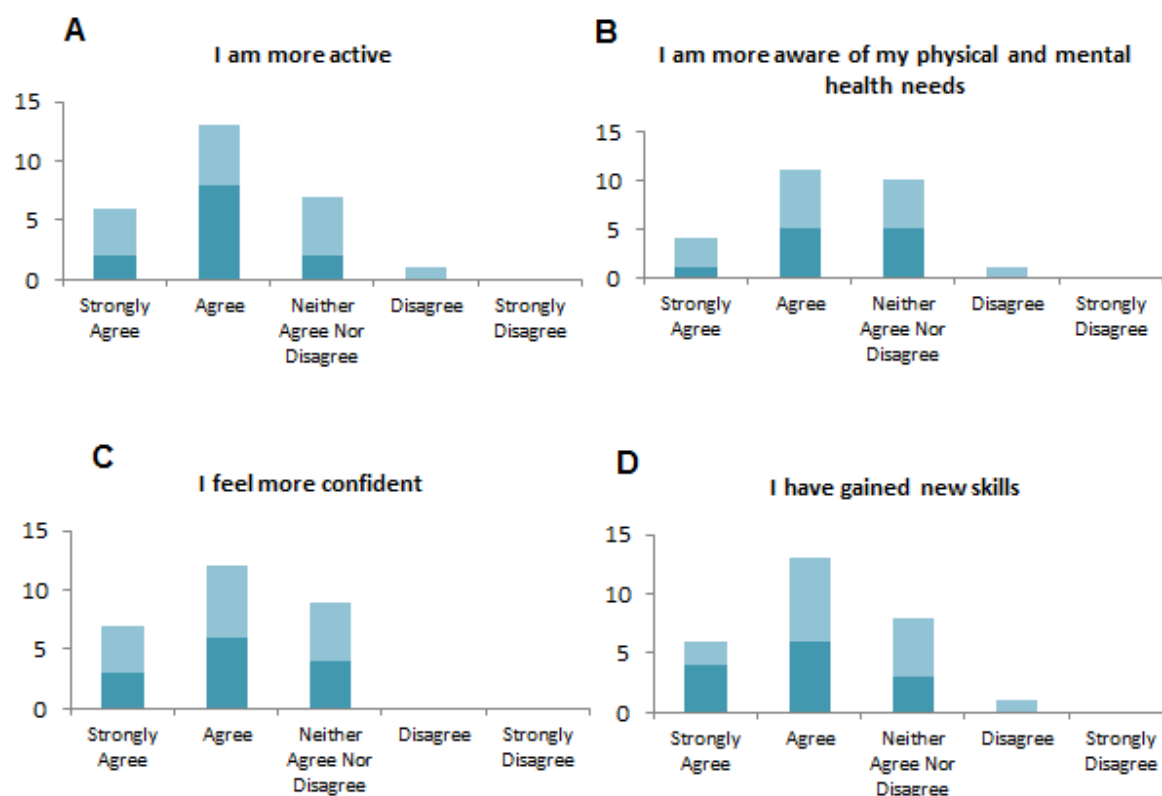 A
I am more active
15
10
5
0
Strongly
Agree
Agree
Neither
Agree Nor
Disagree
Disagree
Strongly
Disagree
B
I am more aware of my physical and mental
health needs
15
10
5
0
Strongly
Agree
Agree
Neither
Agree Nor
Disagree
Disagree
Strongly
Disagree
C
I feel more confident
15
10
5
0
Strongly
Agree
Agree
Neither
Agree Nor
Disagree
Disagree
Strongly
Disagree
D
I have gained new skills
15
10
5
0
Strongly
Agree
Agree
Neither
Agree Nor
Disagree
Disagree
Strongly
Disagree